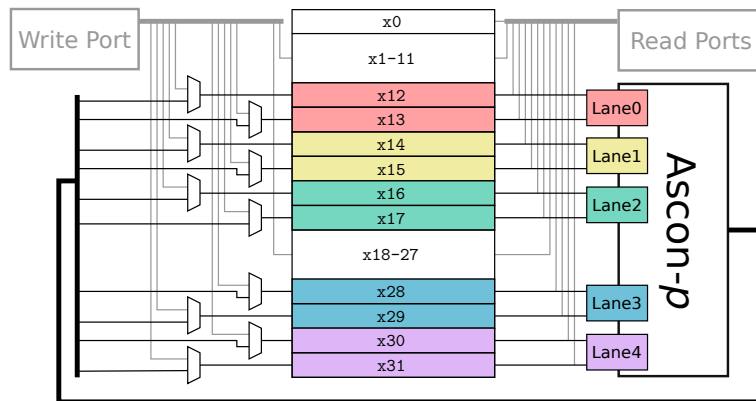 Write Port
x0
Read Ports
x1-11
x12
Lane0
x13
x14
Lane1
x15
x16
Lane2
x17
Ascon-p
x18-27
x28
Lane3
x29
x30
Lane4
x31